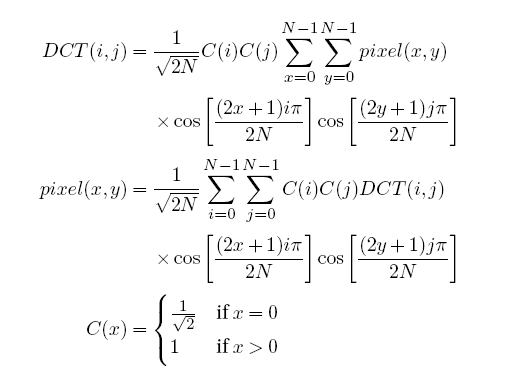 DCT(i, j) = \frac{1}{\sqrt{2N}} C(i)C(j) \sum_{x=0}^{N-1} \sum_{y=0}^{N-1} pixel(x, y)
\times \cos\left[\frac{(2x+1)i\pi}{2N}\right] \cos\left[\frac{(2y+1)j\pi}{2N}\right]
pixel(x, y) = \frac{1}{\sqrt{2N}} \sum_{i=0}^{N-1} \sum_{j=0}^{N-1} C(i)C(j)DCT(i, j)
\times \cos\left[\frac{(2x+1)i\pi}{2N}\right] \cos\left[\frac{(2y+1)j\pi}{2N}\right]
C(x) = \begin{cases} \frac{1}{\sqrt{2}} & \text{if } x = 0 \\ 1 & \text{if } x > 0 \end{cases}